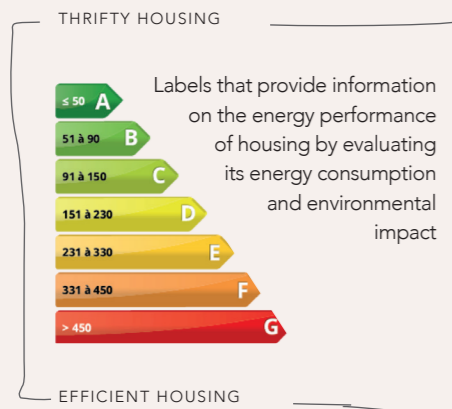 THRIFTY HOUSING
≤ 50 A
51 à 90 B
91 à 150 C
151 à 230 D
231 à 330 E
331 à 450 F
> 450 G
Labels that provide information
on the energy performance
of housing by evaluating
its energy consumption
and environmental
impact
EFFICIENT HOUSING